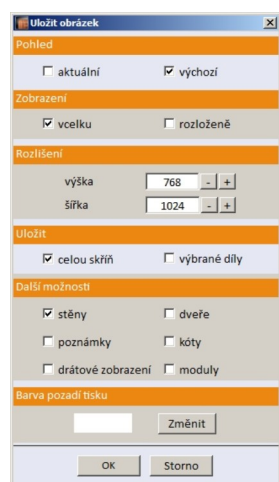 Uložit obrázek
Pohled
aktuální výchozí
Zobrazení
vcelku rozloženě
Rozlišení
výška 768 - +
šířka 1024 - +
Uložit
celou skříň výbrané díly
Další možnosti
stěny dveře
poznámky kóty
drátové zobrazení moduly
Barva pozadí tisku
Změnit
OK Storno